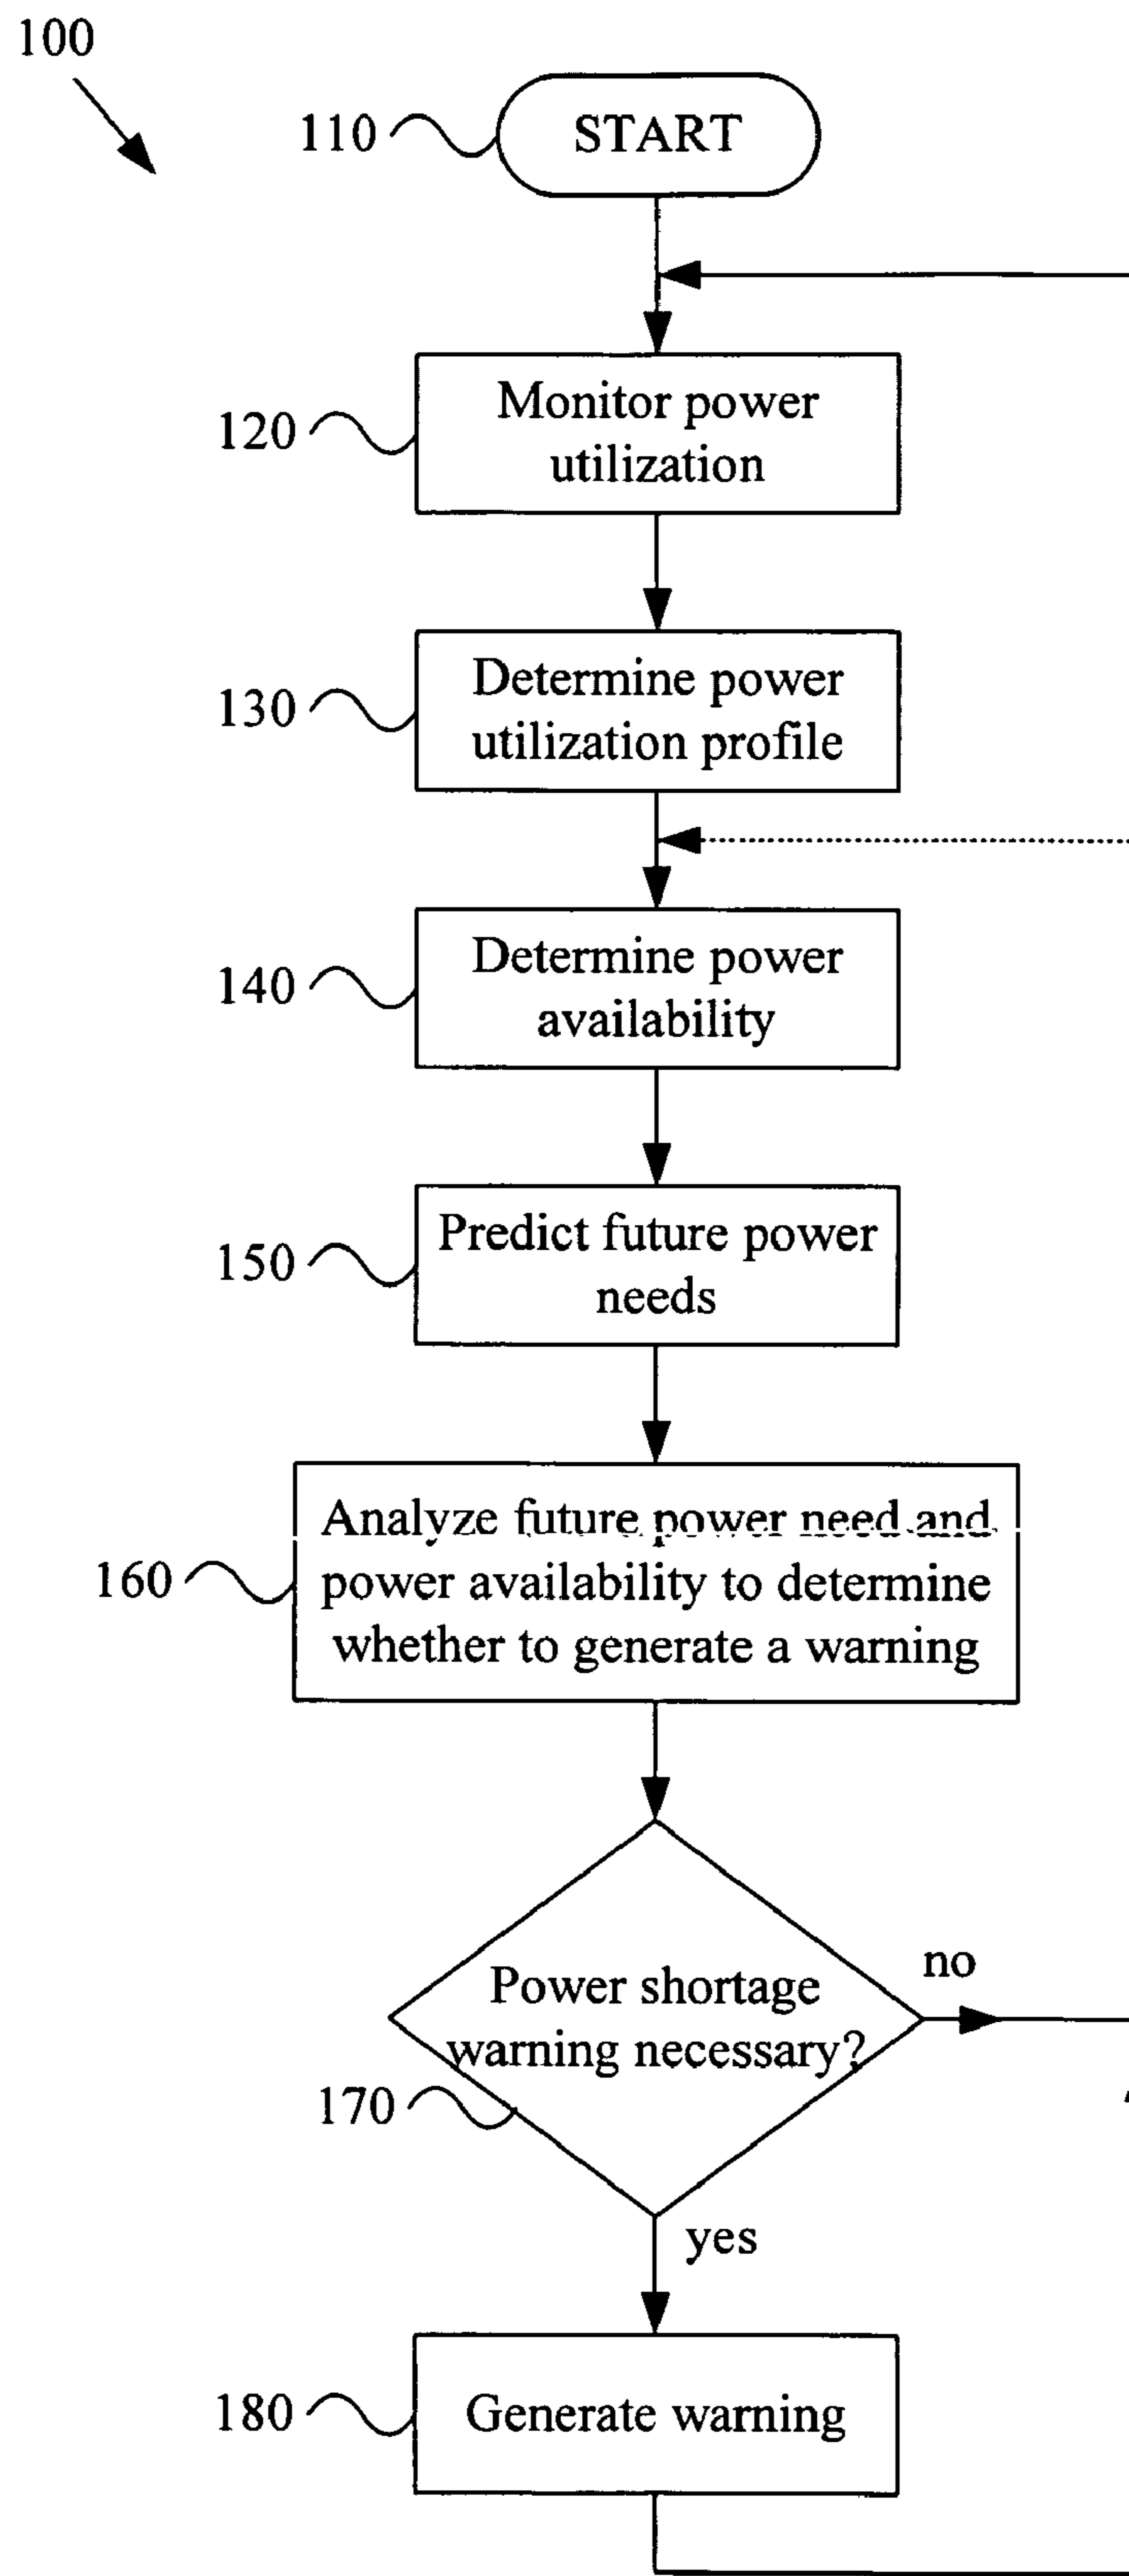 100
110
START
120
Monitor power
utilization
130
Determine power
utilization profile
140
Determine power
availability
150
Predict future power
needs
160
Analyze future power need and
power availability to determine
whether to generate a warning
170
Power shortage
warning necessary?
no
yes
180
Generate warning